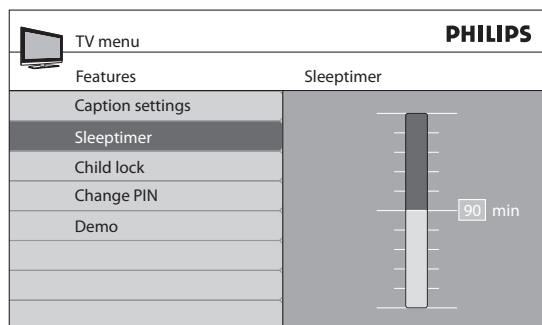 TV menu PHILIPS
Features Sleeptimer
Caption settings
Sleeptimer
Child lock
Change PIN
Demo
90 min